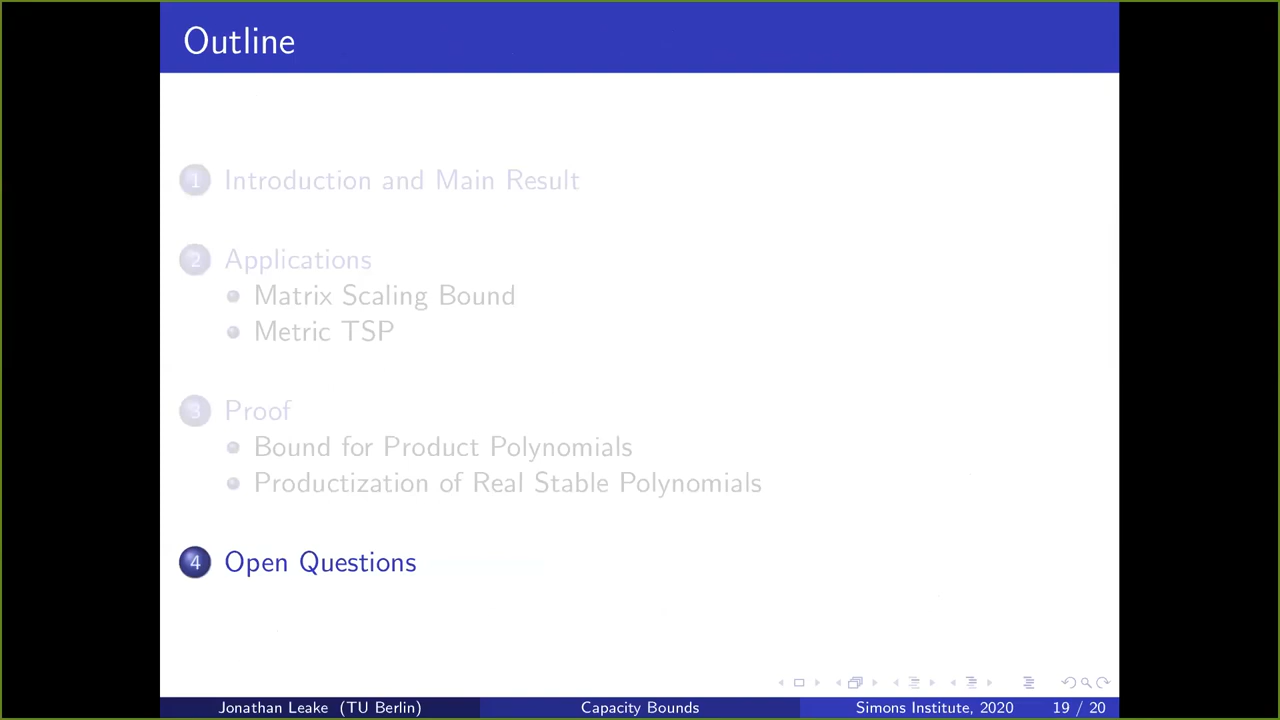 Outline
1 Introduction and Main Result
2 Applications
Matrix Scaling Bound
Metric TSP
3 Proof
Bound for Product Polynomials
Productization of Real Stable Polynomials
4 Open Questions
Jonathan Leake (TU Berlin) Capacity Bounds Simons Institute, 2020 19 / 20